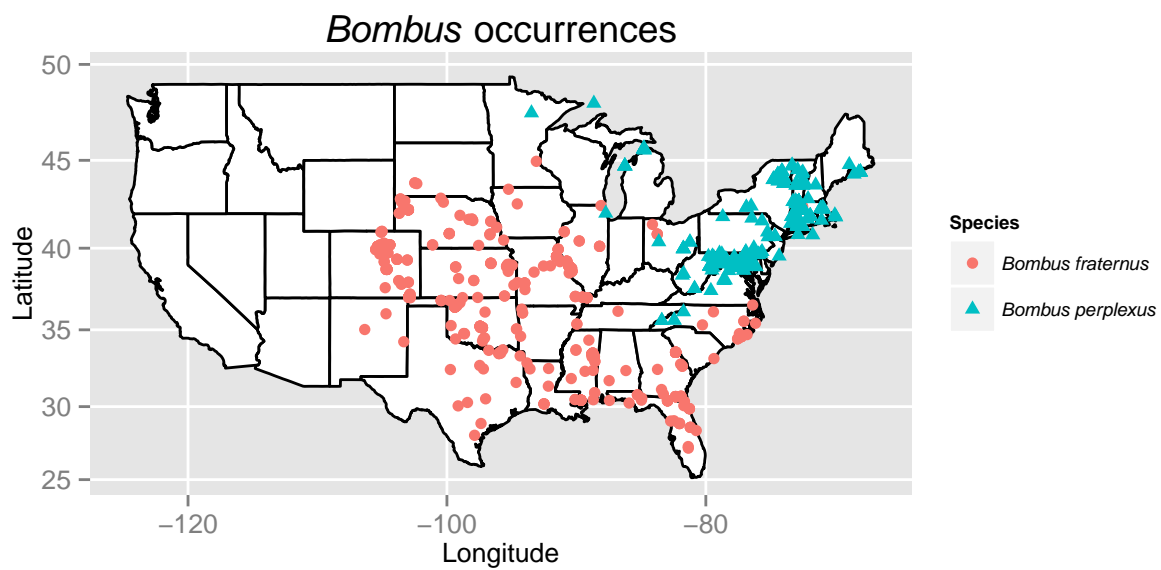 Bombus occurrences
50
45
40
35
30
25
Latitude
−120
−100
−80
Longitude
Species
Bombus fraternus
Bombus perplexus